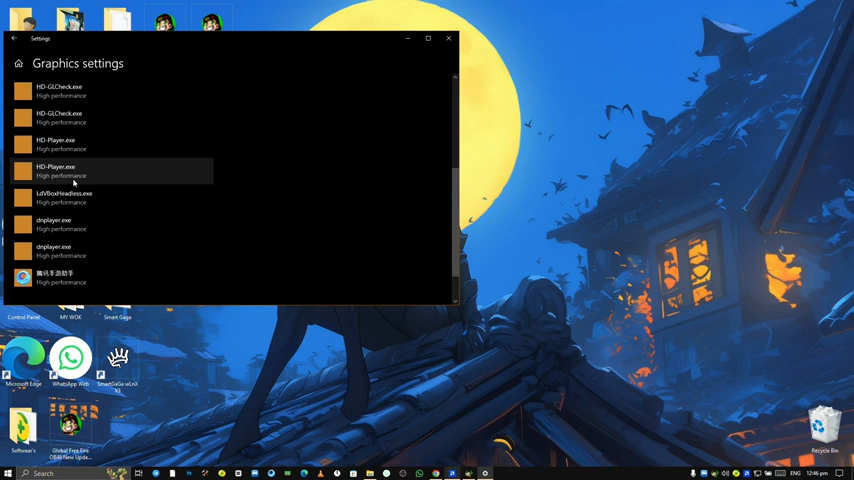 Settings
Graphics settings
HD-GLCheck.exe
High performance
HD-GLCheck.exe
High performance
HD-Player.exe
High performance
HD-Player.exe
High performance
LdVBoxHeadless.exe
High performance
dnplayer.exe
High performance
dnplayer.exe
High performance
腾讯手游助手
High performance
Control Panel
MY WOK
Smart Gaga
Microsoft Edge
WhatsApp Web
SmartGaGa wLnX
V3
Softwear's
Global Free Fire
OB46 New Upda...
Recycle Bin
Search
ENG
12:46 pm